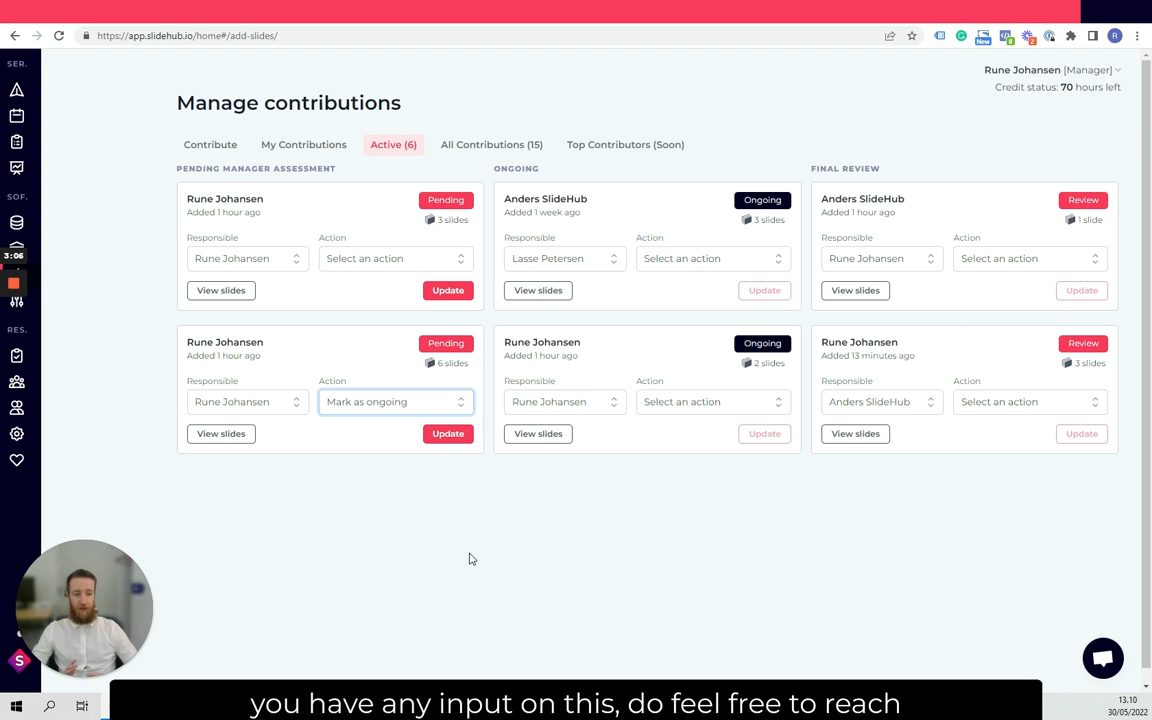 https://app.slidehub.io/home#/add-slides/
New
8
2
R
SER.
SOF.
RES.
3:06
Rune Johansen [Manager]
Credit status: 70 hours left
Manage contributions
Contribute My Contributions Active (6) All Contributions (15) Top Contributors (Soon)
PENDING MANAGER ASSESSMENT ONGOING FINAL REVIEW
Rune Johansen Pending Anders SlideHub Ongoing Anders SlideHub Review
Added 1 hour ago 3 slides Added 1 week ago 3 slides Added 1 hour ago 1 slide
Responsible Action Responsible Action Responsible Action
Rune Johansen Select an action Lasse Petersen Select an action Rune Johansen Select an action
View slides Update View slides Update View slides Update
Rune Johansen Pending Rune Johansen Ongoing Rune Johansen Review
Added 1 hour ago 6 slides Added 1 hour ago 2 slides Added 13 minutes ago 3 slides
Responsible Action Responsible Action Responsible Action
Rune Johansen Mark as ongoing Rune Johansen Select an action Anders SlideHub Select an action
View slides Update View slides Update View slides Update
S
you have any input on this, do feel free to reach
13.10
30/05/2022